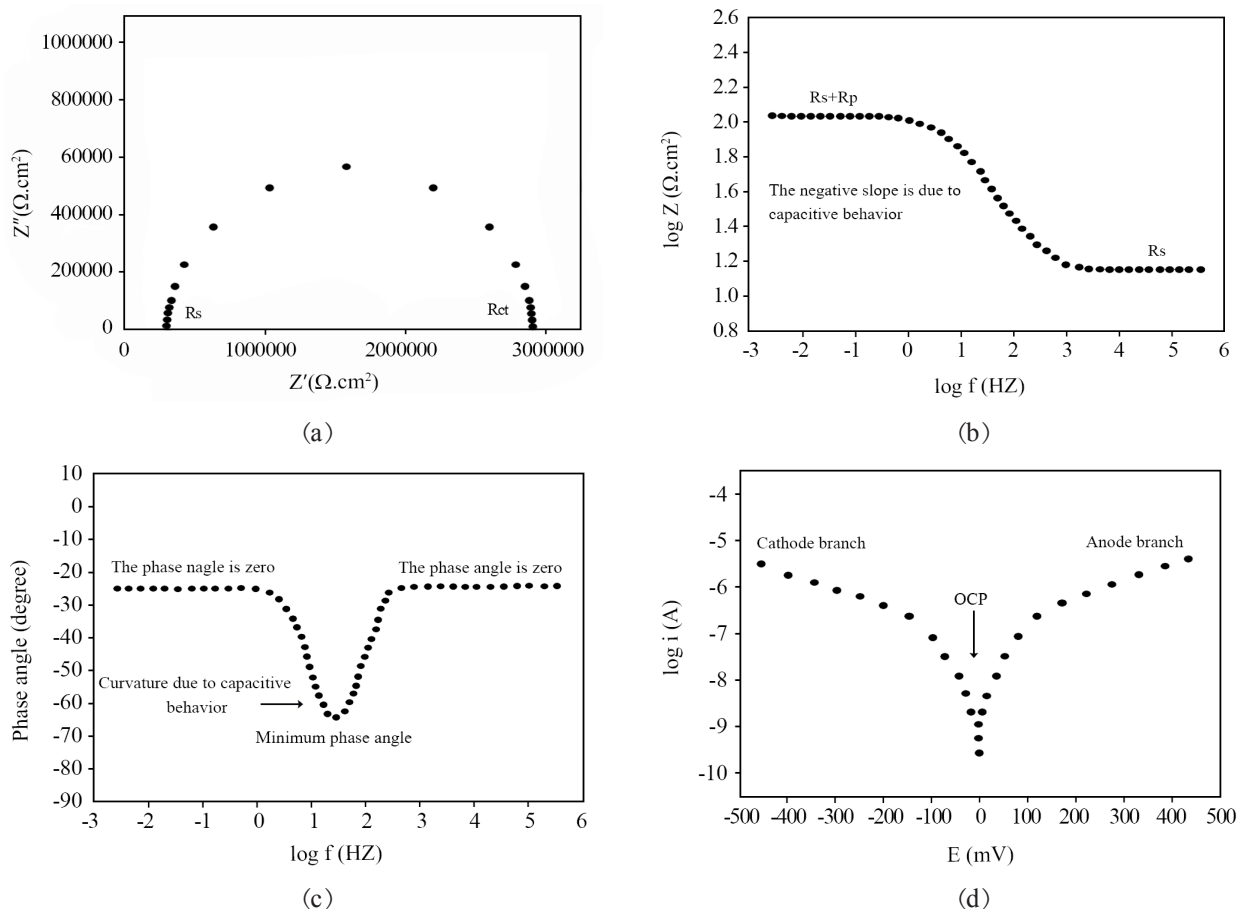 1000000
800000
60000
400000
200000
0
Z″(Ω.cm²)
Rs
Rct
0
1000000
2000000
3000000
Z′(Ω.cm²)
(a)
2.6
2.4
2.2
2.0
1.8
1.6
1.4
1.2
1.0
0.8
log Z (Ω.cm²)
Rs+Rp
The negative slope is due to
capacitive behavior
Rs
-3 -2 -1 0 1 2 3 4 5 6
log f (HZ)
(b)
10
0
-10
-20
-30
-40
-50
-60
-70
-80
-90
Phase angle (degree)
The phase nagle is zero
The phase angle is zero
Curvature due to capacitive
behavior
Minimum phase angle
-3 -2 -1 0 1 2 3 4 5 6
log f (HZ)
(c)
-4
-5
-6
-7
-8
-9
-10
log i (A)
Cathode branch
Anode branch
OCP
-500 -400 -300 -200 -100 0 100 200 300 400 500
E (mV)
(d)